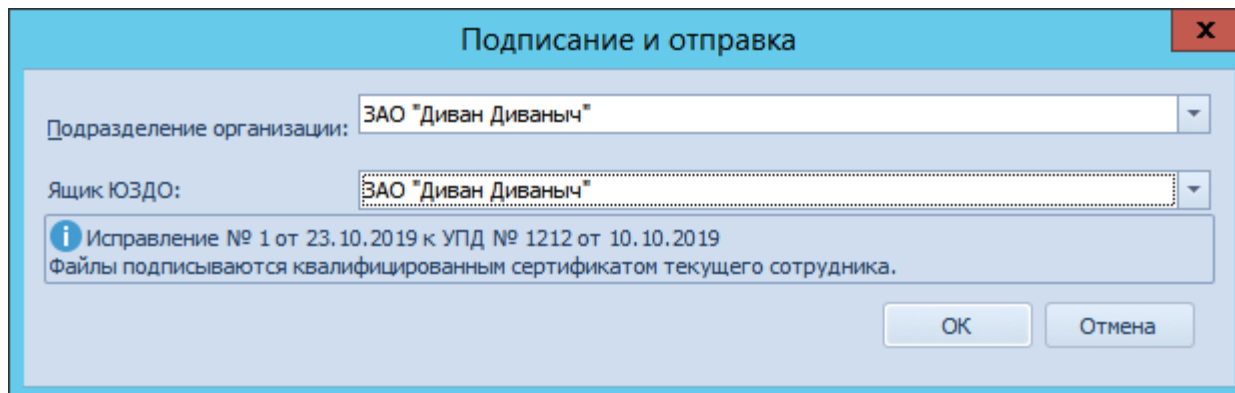 Подписание и отправка
x
Подразделение организации: ЗАО "Диван Диваныч"
Ящик ЮЗДО: ЗАО "Диван Диваныч"
i Исправление № 1 от 23.10.2019 к УПД № 1212 от 10.10.2019
Файлы подписываются квалифицированным сертификатом текущего сотрудника.
ОК Отмена